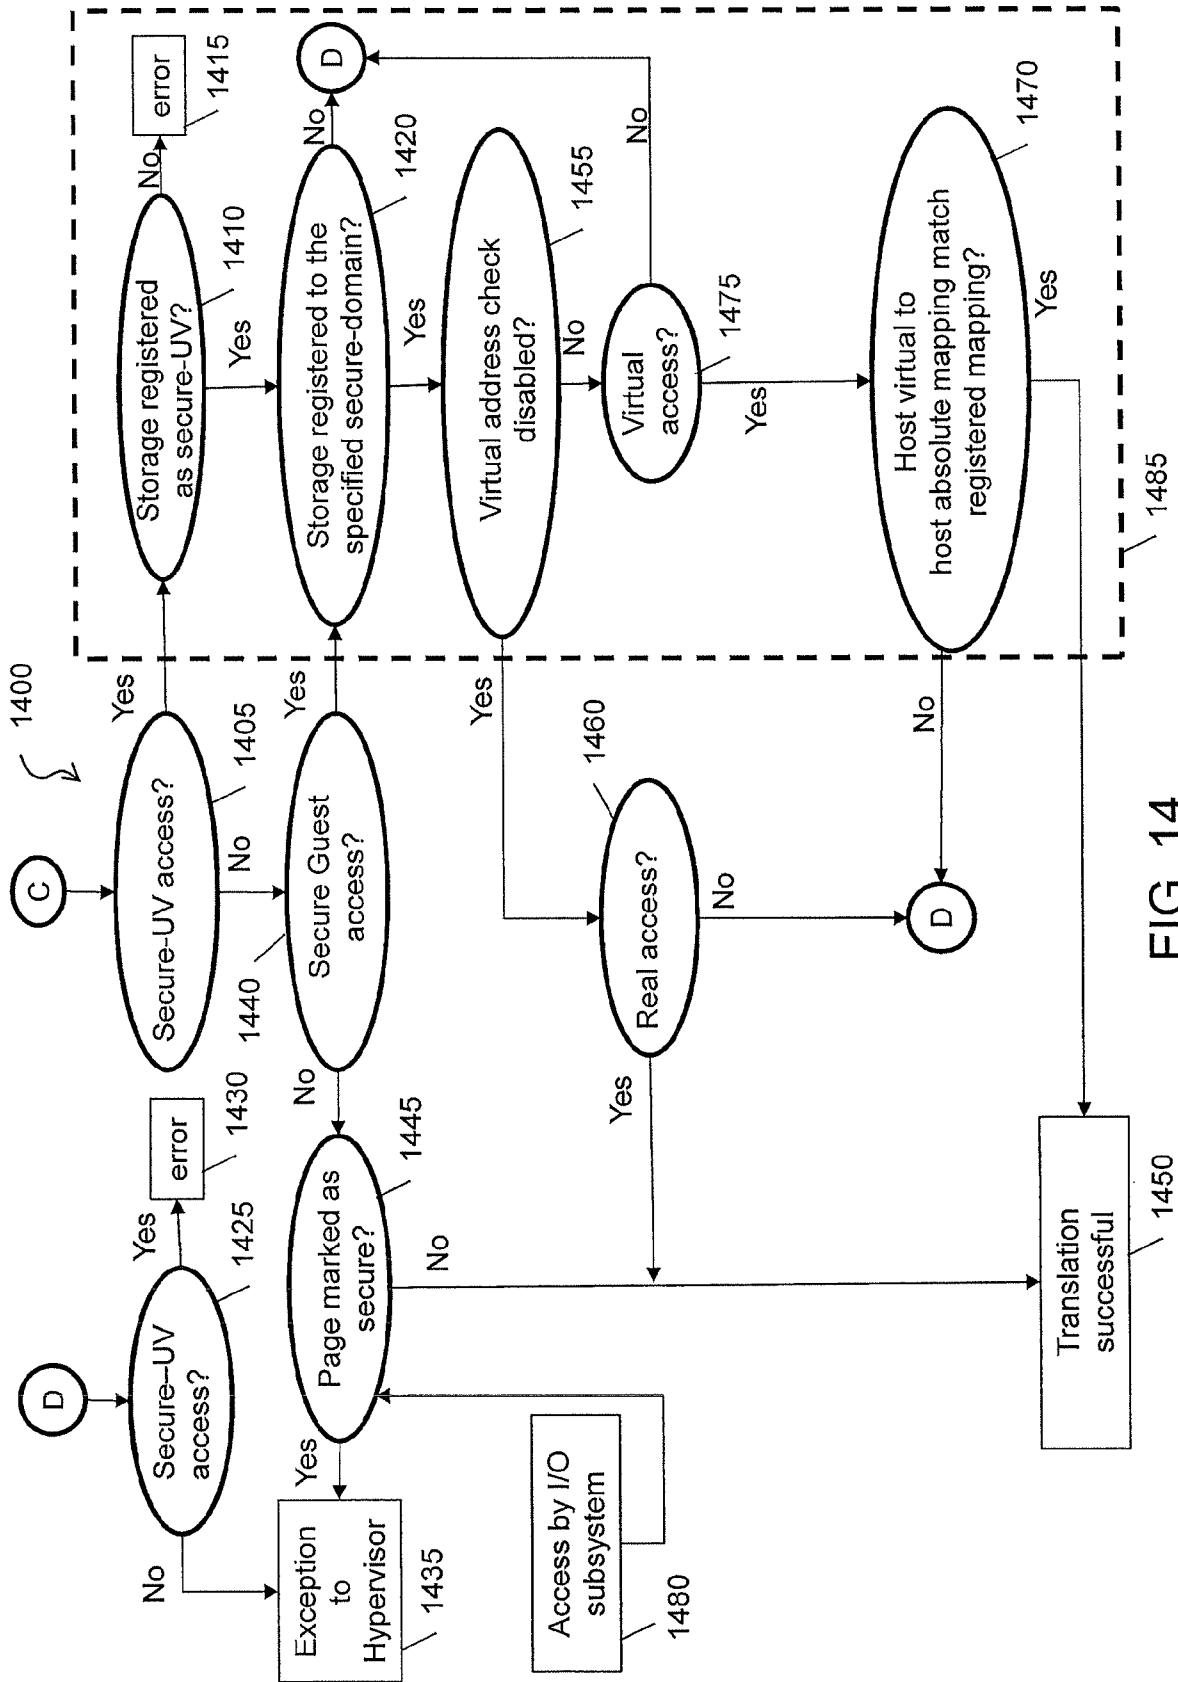 1400
C
Secure-UV access?
1405
Yes
No
Storage registered
as secure-UV?
1410
No
error
1415
Yes
D
Secure–UV
access?
1425
Yes
error
1430
No
Exception
to
Hypervisor
1435
1440
Secure Guest
access?
Yes
No
Page marked as
secure?
1445
Yes
No
Storage registered to the
specified secure-domain?
1420
No
D
Yes
Virtual address check
disabled?
1455
Yes
No
Virtual
access?
1475
No
Yes
Real access?
1460
Yes
No
D
Access by I/O
subsystem
1480
Host virtual to
host absolute mapping match
registered mapping?
1470
No
Yes
Translation
successful
1450
1485
FIG. 14